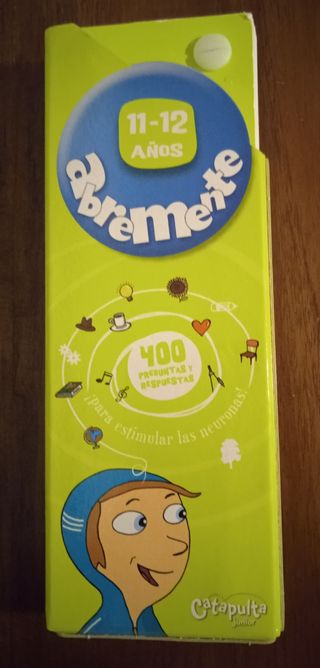 11-12
AÑOS
abremente
400
PREGUNTAS Y
RESPUESTAS
¡para estimular las neuronas!
Catapulta
junior